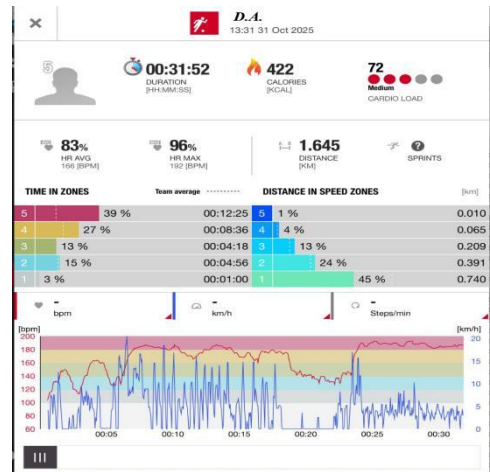 D.A.
13:31 31 Oct 2025
5
00:31:52
DURATION
[HH:MM:SS]
422
CALORIES
[KCAL]
72
Medium
CARDIO LOAD
83%
HR AVG
166 [BPM]
96%
HR MAX
192 [BPM]
1.645
DISTANCE
[KM]
?
SPRINTS
TIME IN ZONES Team average DISTANCE IN SPEED ZONES [km]
5 39 % 00:12:25 5 1 % 0.010
4 27 % 00:08:36 4 4 % 0.065
3 13 % 00:04:18 3 13 % 0.209
2 15 % 00:04:56 2 24 % 0.391
1 3 % 00:01:00 1 45 % 0.740
- bpm
- km/h
- Steps/min
[bpm] [km/h]
200 20
180
160 15
140
120 10
100
80 5
60 0
00:05 00:10 00:15 00:20 00:25 00:30